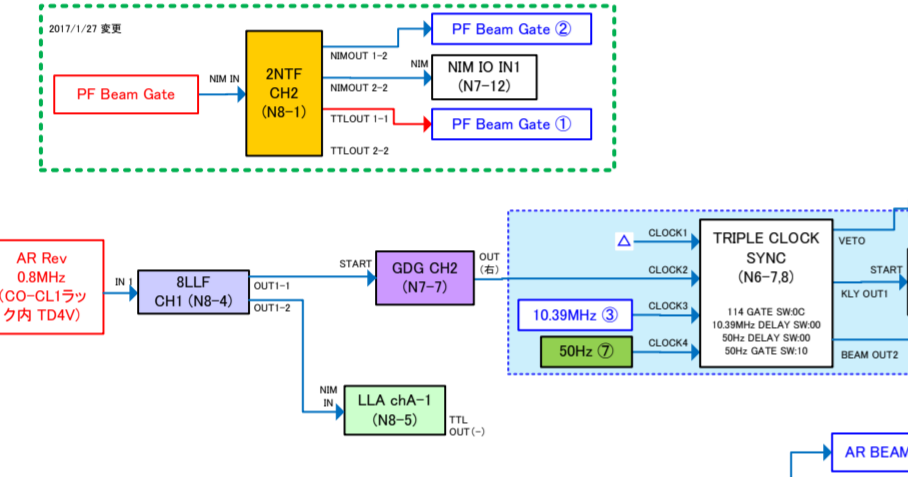 2017/1/27 変更
PF Beam Gate
NIM IN
2NTF
CH2
(N8-1)
NIMOUT 1-2
NIMOUT 2-2
TTLOUT 1-1
TTLOUT 2-2
PF Beam Gate ②
NIM
NIM IO IN1
(N7-12)
PF Beam Gate ①
AR Rev
0.8MHz
(CO-CL1ラッ
ク内 TD4V)
IN 1
8LLF
CH1 (N8-4)
OUT1-1
OUT1-2
START
GDG CH2
(N7-7)
OUT
(右)
NIM
IN
LLA chA-1
(N8-5)
TTL
OUT(-)
△
CLOCK1
CLOCK2
10.39MHz ③
CLOCK3
50Hz ⑦
CLOCK4
TRIPLE CLOCK
SYNC
(N6-7,8)
114 GATE SW:0C
10.39MHz DELAY SW:00
50Hz DELAY SW:00
50Hz GATE SW:10
VETO
START
KLY OUT1
BEAM OUT2
AR BEAM